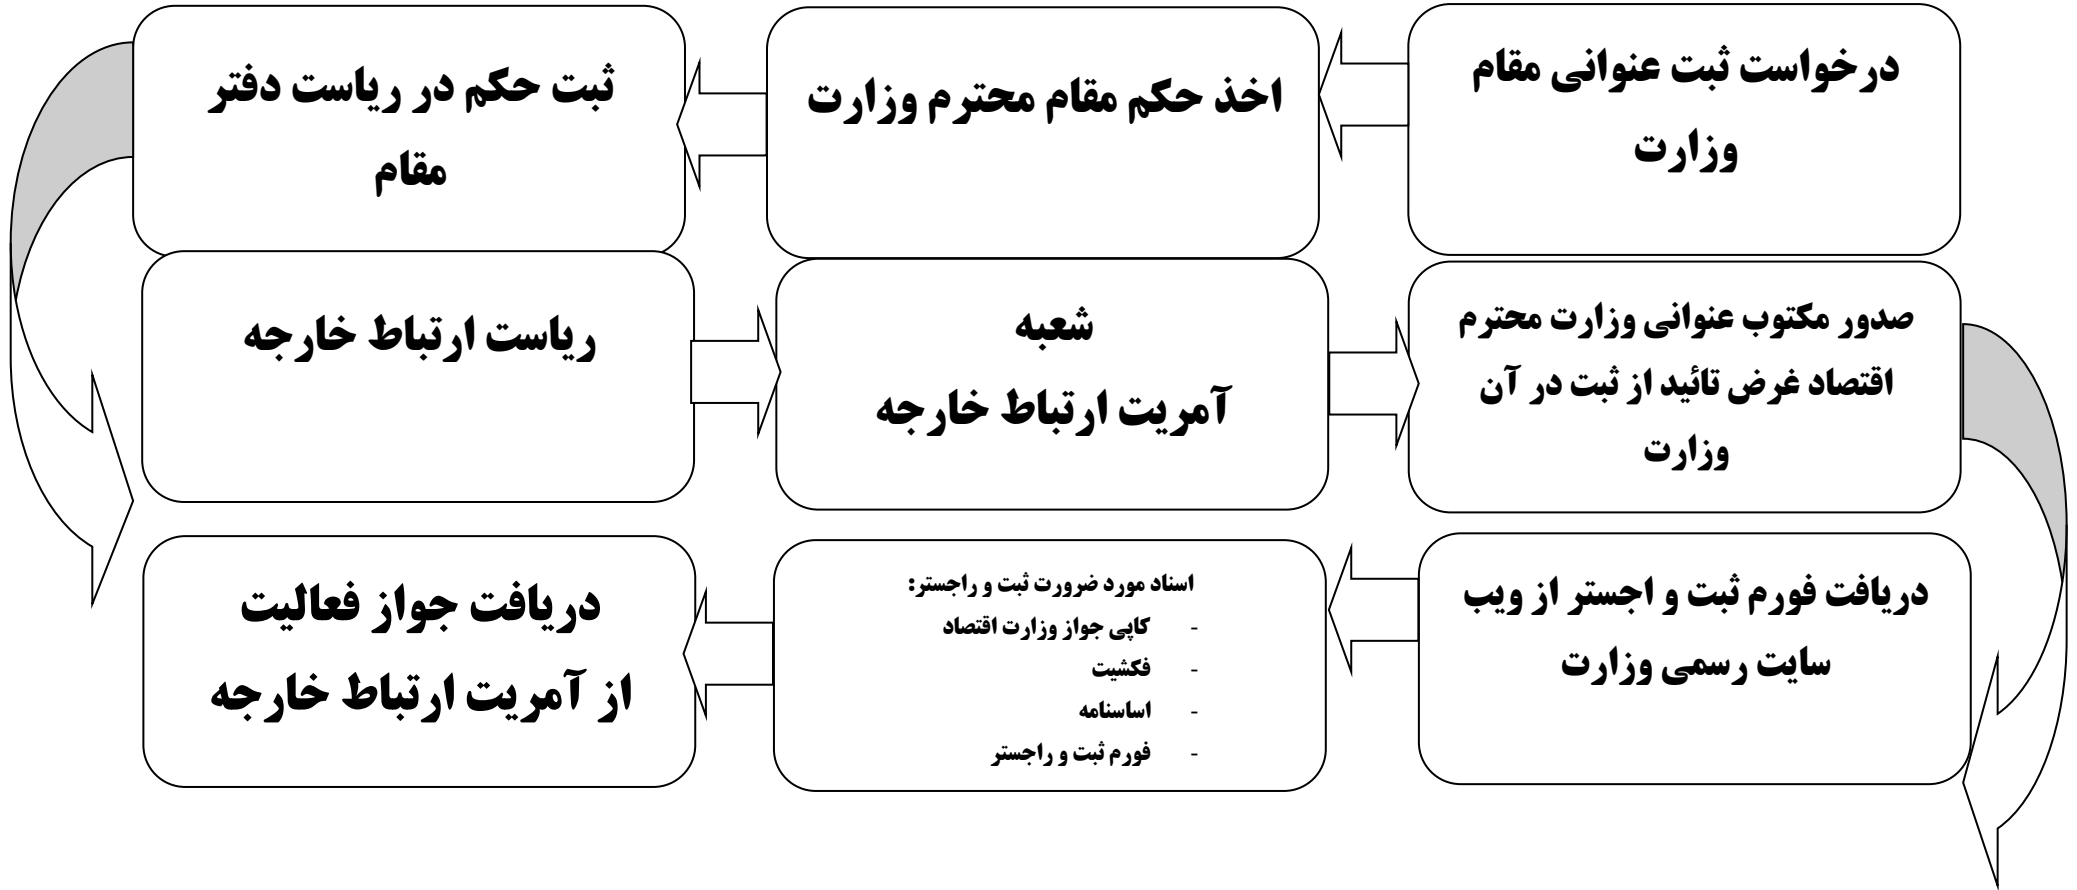 درخواست ثبت عنوانی مقام
وزارت
اخذ حکم مقام محترم وزارت
ثبت حکم در ریاست دفتر
مقام
ریاست ارتباط خارجه
شعبه
آمریت ارتباط خارجه
صدور مکتوب عنوانی وزارت محترم
اقتصاد غرض تائید از ثبت در آن
وزارت
دریافت فورم ثبت و اجستر از ویب
سایت رسمی وزارت
اسناد مورد ضرورت ثبت و راجستر:
- کاپی جواز وزارت اقتصاد
- فکشیت
- اساسنامه
- فورم ثبت و راجستر
دریافت جواز فعالیت
از آمریت ارتباط خارجه